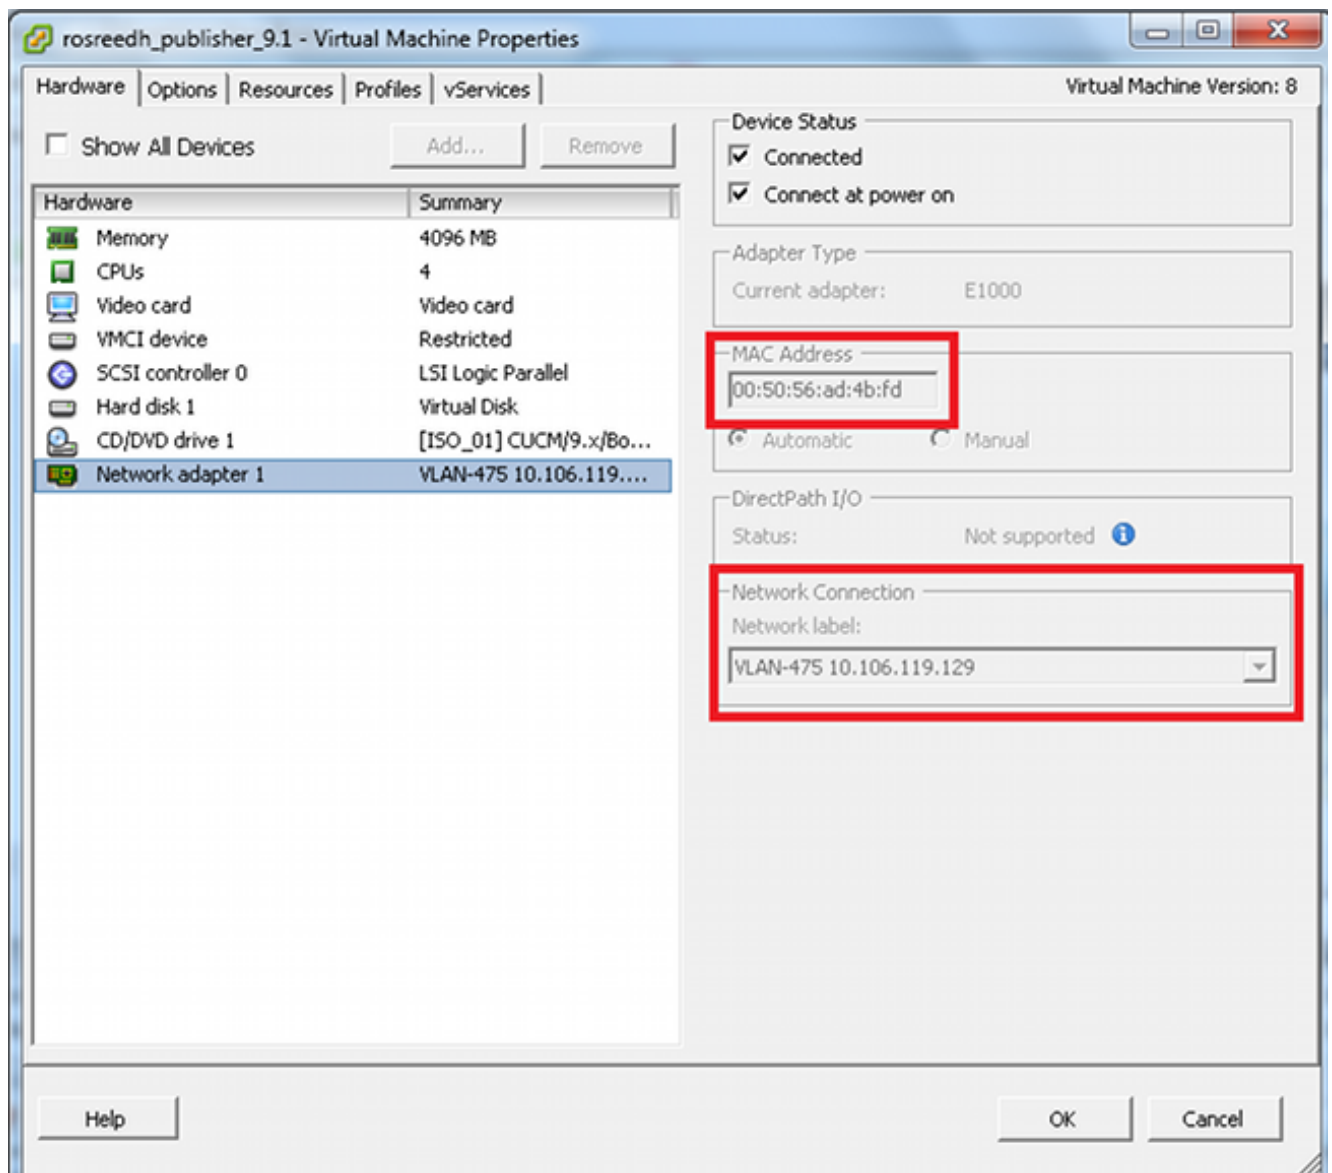 rosreedh_publisher_9.1 - Virtual Machine Properties
Hardware Options Resources Profiles vServices
Virtual Machine Version: 8
Show All Devices
Add...
Remove
Hardware Summary
Memory 4096 MB
CPUs 4
Video card Video card
VMCI device Restricted
SCSI controller 0 LSI Logic Parallel
Hard disk 1 Virtual Disk
CD/DVD drive 1 [ISO_01] CUCM/9.x/Bo...
Network adapter 1 VLAN-475 10.106.119....
Device Status
Connected
Connect at power on
Adapter Type
Current adapter: E1000
MAC Address
00:50:56:ad:4b:fd
Automatic Manual
DirectPath I/O
Status: Not supported
Network Connection
Network label:
VLAN-475 10.106.119.129
Help
OK
Cancel